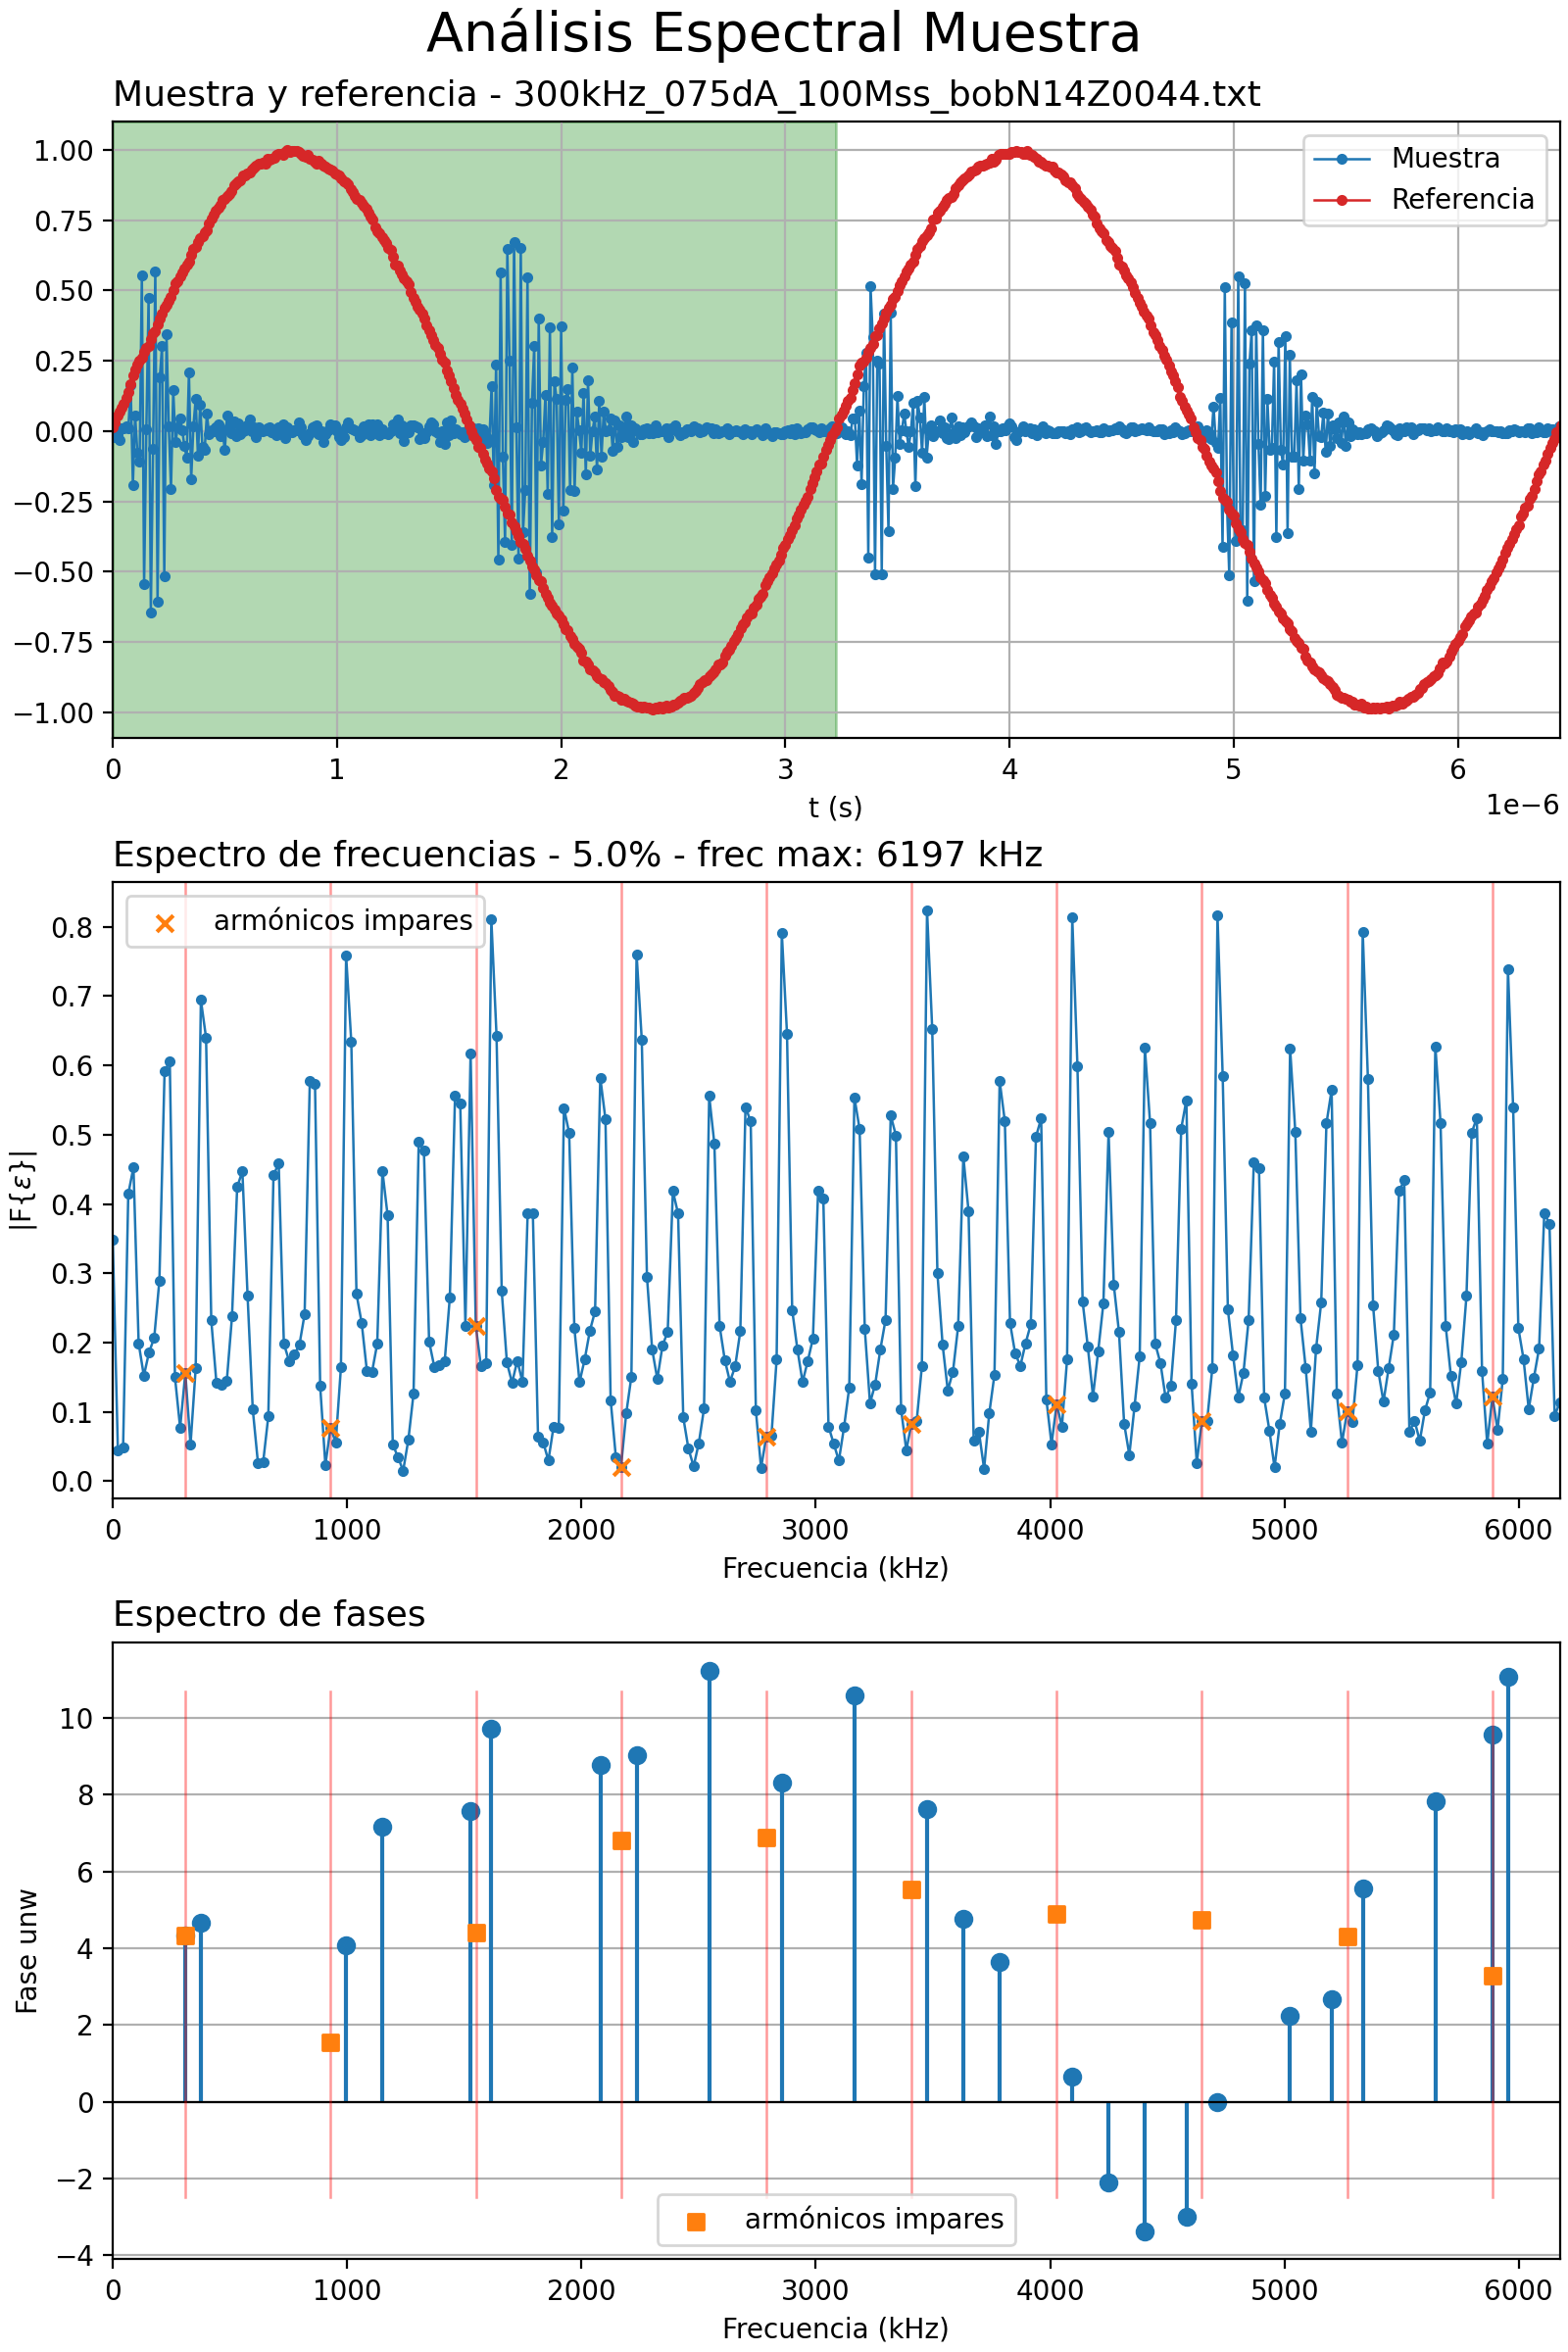 Análisis Espectral Muestra
Muestra y referencia - 300kHz_075dA_100Mss_bobN14Z0044.txt
1.00
0.75
0.50
0.25
0.00
−0.25
−0.50
−0.75
−1.00
Muestra
Referencia
0 1 2 3 4 5 6
t (s)
1e−6
Espectro de frecuencias - 5.0% - frec max: 6197 kHz
armónicos impares
|F{ε}|
0.8
0.7
0.6
0.5
0.4
0.3
0.2
0.1
0.0
0 1000 2000 3000 4000 5000 6000
Frecuencia (kHz)
Espectro de fases
Fase unw
10
8
6
4
2
0
−2
−4
armónicos impares
0 1000 2000 3000 4000 5000 6000
Frecuencia (kHz)